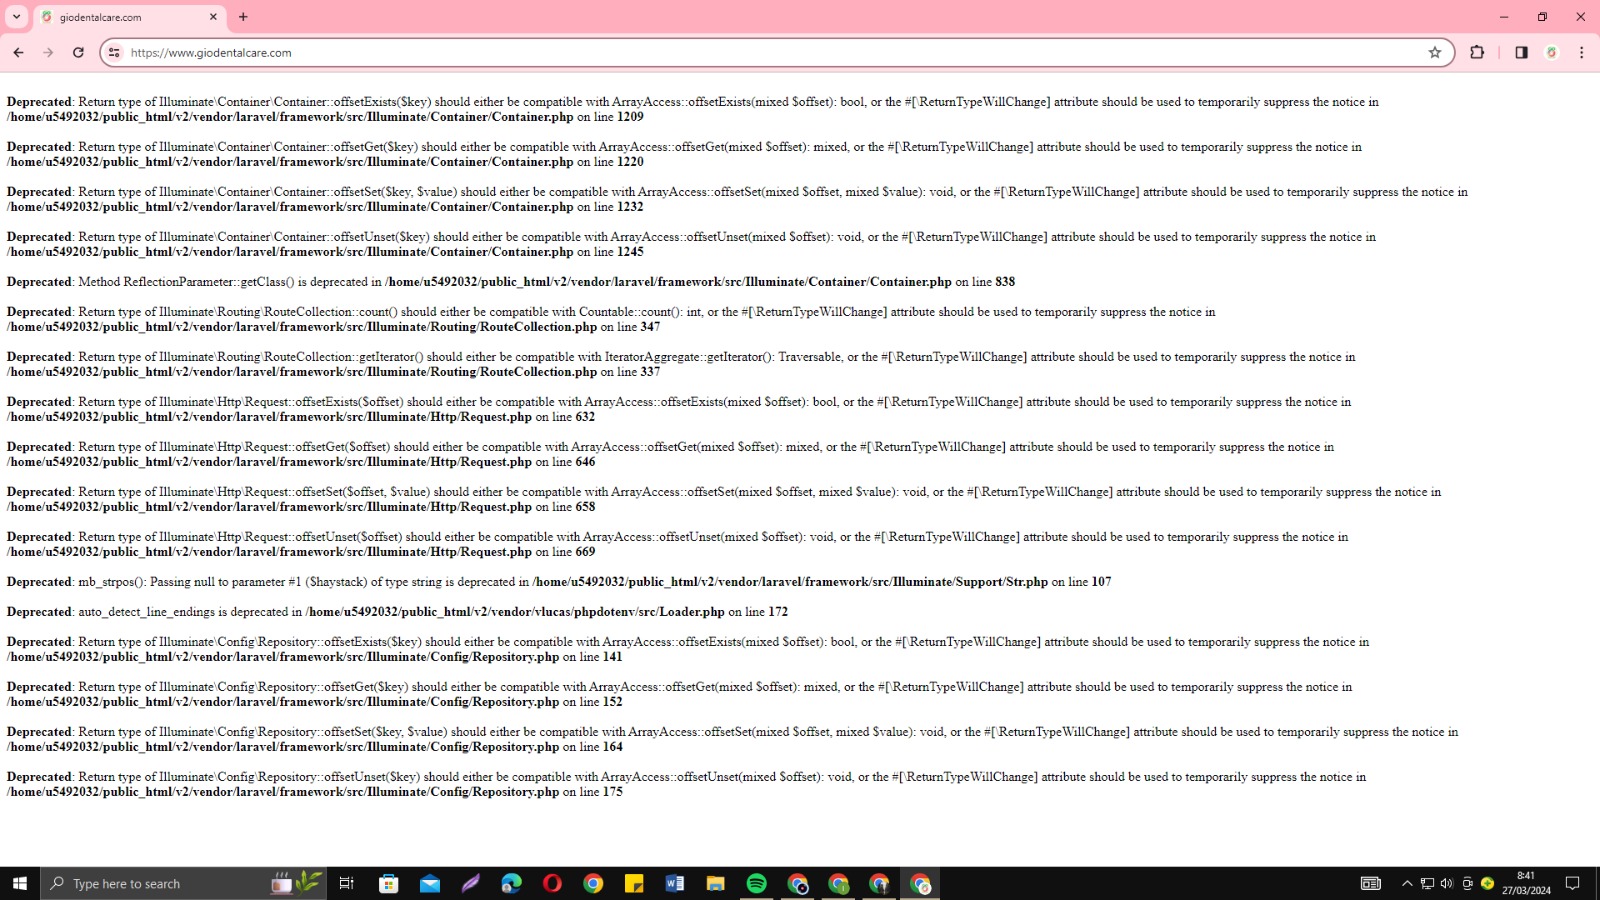 giodentalcare.com
https://www.giodentalcare.com
Deprecated: Return type of Illuminate\Container\Container::offsetExists($key) should either be compatible with ArrayAccess::offsetExists(mixed $offset): bool, or the #[\ReturnTypeWillChange] attribute should be used to temporarily suppress the notice in
/home/u5492032/public_html/v2/vendor/laravel/framework/src/Illuminate/Container/Container.php on line 1209
Deprecated: Return type of Illuminate\Container\Container::offsetGet($key) should either be compatible with ArrayAccess::offsetGet(mixed $offset): mixed, or the #[\ReturnTypeWillChange] attribute should be used to temporarily suppress the notice in
/home/u5492032/public_html/v2/vendor/laravel/framework/src/Illuminate/Container/Container.php on line 1220
Deprecated: Return type of Illuminate\Container\Container::offsetSet($key, $value) should either be compatible with ArrayAccess::offsetSet(mixed $offset, mixed $value): void, or the #[\ReturnTypeWillChange] attribute should be used to temporarily suppress the notice in
/home/u5492032/public_html/v2/vendor/laravel/framework/src/Illuminate/Container/Container.php on line 1232
Deprecated: Return type of Illuminate\Container\Container::offsetUnset($key) should either be compatible with ArrayAccess::offsetUnset(mixed $offset): void, or the #[\ReturnTypeWillChange] attribute should be used to temporarily suppress the notice in
/home/u5492032/public_html/v2/vendor/laravel/framework/src/Illuminate/Container/Container.php on line 1245
Deprecated: Method ReflectionParameter::getClass() is deprecated in /home/u5492032/public_html/v2/vendor/laravel/framework/src/Illuminate/Container/Container.php on line 838
Deprecated: Return type of Illuminate\Routing\RouteCollection::count() should either be compatible with Countable::count(): int, or the #[\ReturnTypeWillChange] attribute should be used to temporarily suppress the notice in
/home/u5492032/public_html/v2/vendor/laravel/framework/src/Illuminate/Routing/RouteCollection.php on line 347
Deprecated: Return type of Illuminate\Routing\RouteCollection::getIterator() should either be compatible with IteratorAggregate::getIterator(): Traversable, or the #[\ReturnTypeWillChange] attribute should be used to temporarily suppress the notice in
/home/u5492032/public_html/v2/vendor/laravel/framework/src/Illuminate/Routing/RouteCollection.php on line 337
Deprecated: Return type of Illuminate\Http\Request::offsetExists($offset) should either be compatible with ArrayAccess::offsetExists(mixed $offset): bool, or the #[\ReturnTypeWillChange] attribute should be used to temporarily suppress the notice in
/home/u5492032/public_html/v2/vendor/laravel/framework/src/Illuminate/Http/Request.php on line 632
Deprecated: Return type of Illuminate\Http\Request::offsetGet($offset) should either be compatible with ArrayAccess::offsetGet(mixed $offset): mixed, or the #[\ReturnTypeWillChange] attribute should be used to temporarily suppress the notice in
/home/u5492032/public_html/v2/vendor/laravel/framework/src/Illuminate/Http/Request.php on line 646
Deprecated: Return type of Illuminate\Http\Request::offsetSet($offset, $value) should either be compatible with ArrayAccess::offsetSet(mixed $offset, mixed $value): void, or the #[\ReturnTypeWillChange] attribute should be used to temporarily suppress the notice in
/home/u5492032/public_html/v2/vendor/laravel/framework/src/Illuminate/Http/Request.php on line 658
Deprecated: Return type of Illuminate\Http\Request::offsetUnset($offset) should either be compatible with ArrayAccess::offsetUnset(mixed $offset): void, or the #[\ReturnTypeWillChange] attribute should be used to temporarily suppress the notice in
/home/u5492032/public_html/v2/vendor/laravel/framework/src/Illuminate/Http/Request.php on line 669
Deprecated: mb_strpos(): Passing null to parameter #1 ($haystack) of type string is deprecated in /home/u5492032/public_html/v2/vendor/laravel/framework/src/Illuminate/Support/Str.php on line 107
Deprecated: auto_detect_line_endings is deprecated in /home/u5492032/public_html/v2/vendor/vlucas/phpdotenv/src/Loader.php on line 172
Deprecated: Return type of Illuminate\Config\Repository::offsetExists($key) should either be compatible with ArrayAccess::offsetExists(mixed $offset): bool, or the #[\ReturnTypeWillChange] attribute should be used to temporarily suppress the notice in
/home/u5492032/public_html/v2/vendor/laravel/framework/src/Illuminate/Config/Repository.php on line 141
Deprecated: Return type of Illuminate\Config\Repository::offsetGet($key) should either be compatible with ArrayAccess::offsetGet(mixed $offset): mixed, or the #[\ReturnTypeWillChange] attribute should be used to temporarily suppress the notice in
/home/u5492032/public_html/v2/vendor/laravel/framework/src/Illuminate/Config/Repository.php on line 152
Deprecated: Return type of Illuminate\Config\Repository::offsetSet($key, $value) should either be compatible with ArrayAccess::offsetSet(mixed $offset, mixed $value): void, or the #[\ReturnTypeWillChange] attribute should be used to temporarily suppress the notice in
/home/u5492032/public_html/v2/vendor/laravel/framework/src/Illuminate/Config/Repository.php on line 164
Deprecated: Return type of Illuminate\Config\Repository::offsetUnset($key) should either be compatible with ArrayAccess::offsetUnset(mixed $offset): void, or the #[\ReturnTypeWillChange] attribute should be used to temporarily suppress the notice in
/home/u5492032/public_html/v2/vendor/laravel/framework/src/Illuminate/Config/Repository.php on line 175
Type here to search
8:41
27/03/2024